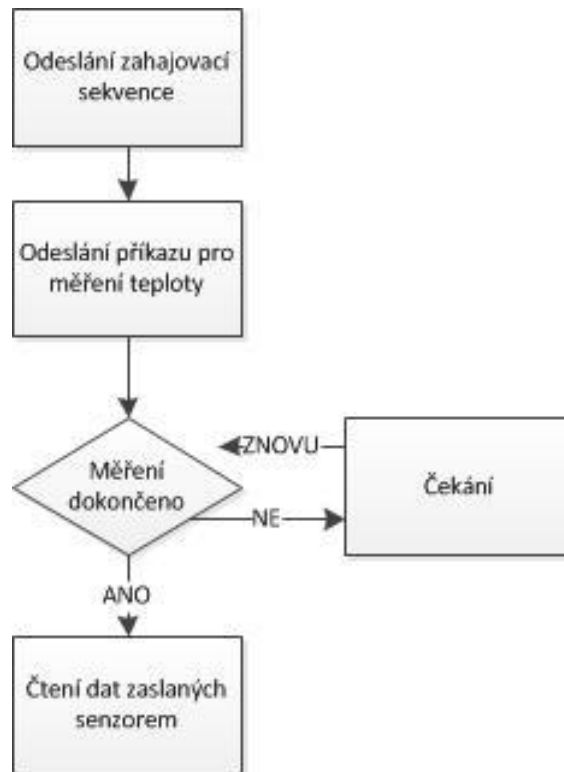 Odeslání zahajovací
sekvence
Odeslání příkazu pro
měření teploty
ZNOVU
Měření
dokončeno
Čekání
NE
ANO
Čtení dat zaslaných
senzorem